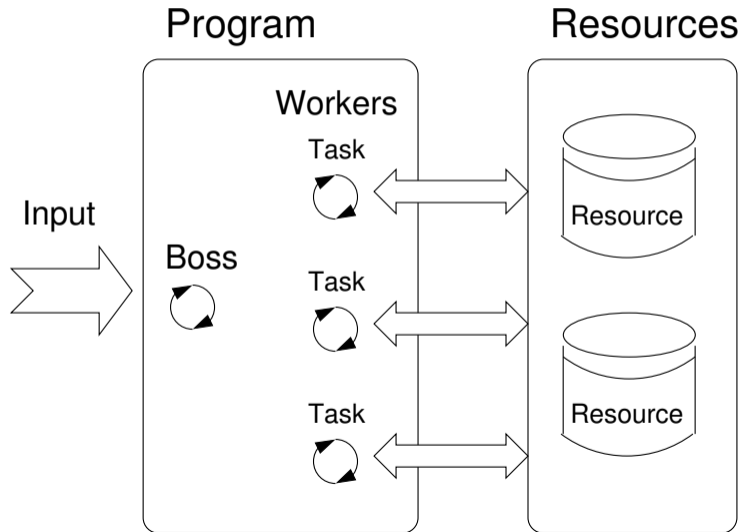 Program
Resources
Workers
Task
Input
Resource
Boss
Task
Task
Resource